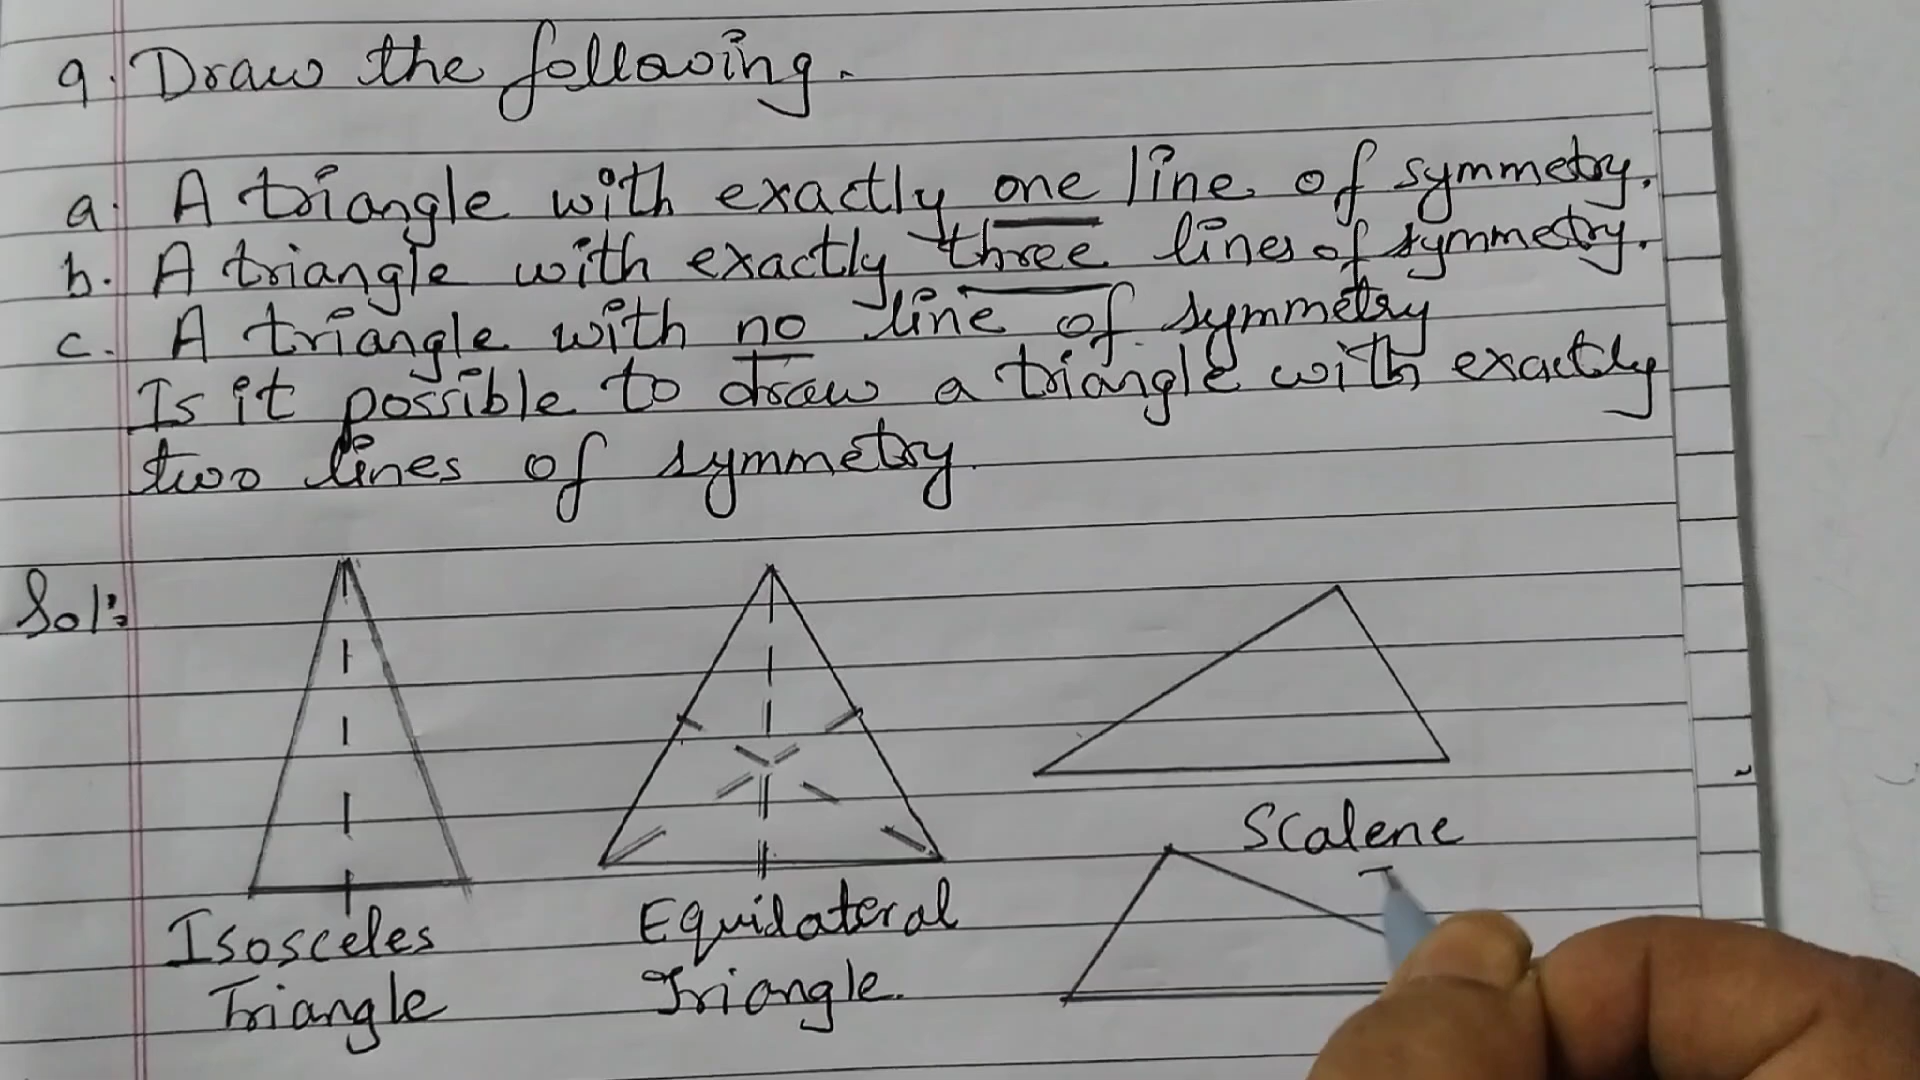 9. Draw the following.
a. A triangle with exactly one line of symmetry.
b. A triangle with exactly three lines of symmetry.
c. A triangle with no line of symmetry
Is it possible to draw a triangle with exactly
two lines of symmetry.
Sol:
Isosceles
Triangle
Equilateral
Triangle.
Scalene
T